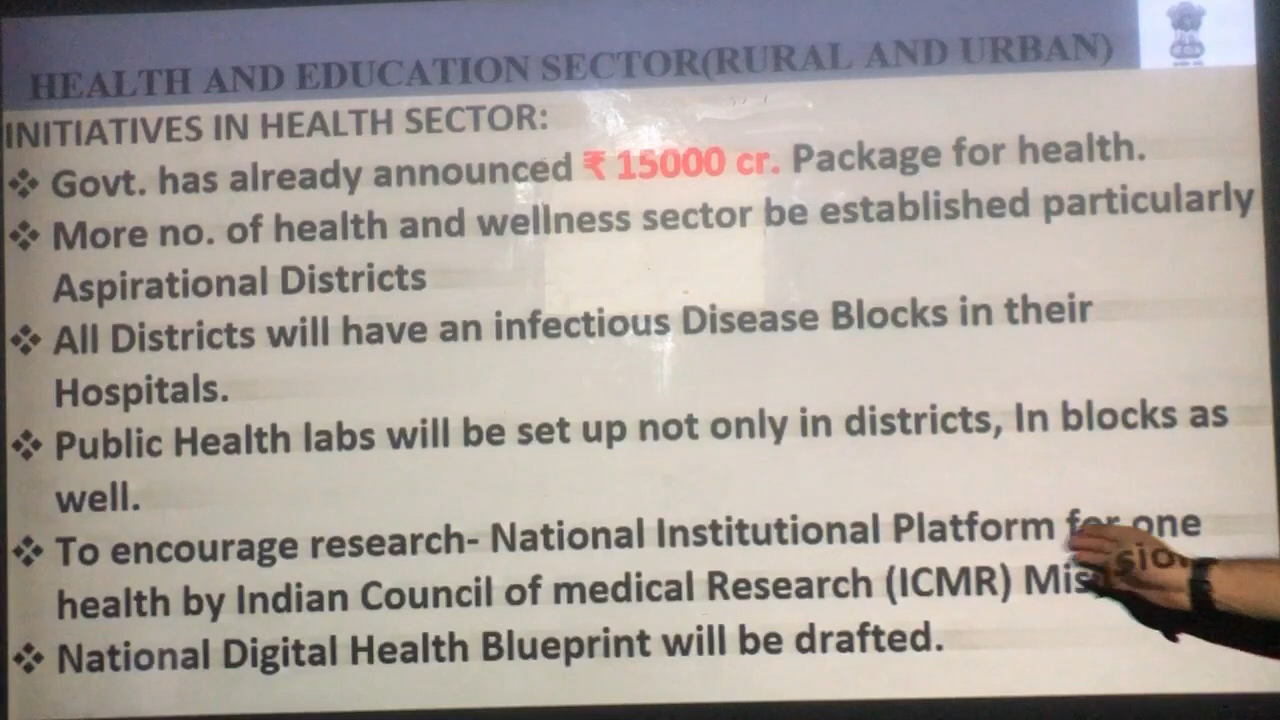 HEALTH AND EDUCATION SECTOR(RURAL AND URBAN)
INITIATIVES IN HEALTH SECTOR:
❖ Govt. has already announced ₹ 15000 cr. Package for health.
❖ More no. of health and wellness sector be established particularly
Aspirational Districts
❖ All Districts will have an infectious Disease Blocks in their
Hospitals.
❖ Public Health labs will be set up not only in districts, In blocks as
well.
❖ To encourage research- National Institutional Platform for one
health by Indian Council of medical Research (ICMR) Mission
❖ National Digital Health Blueprint will be drafted.